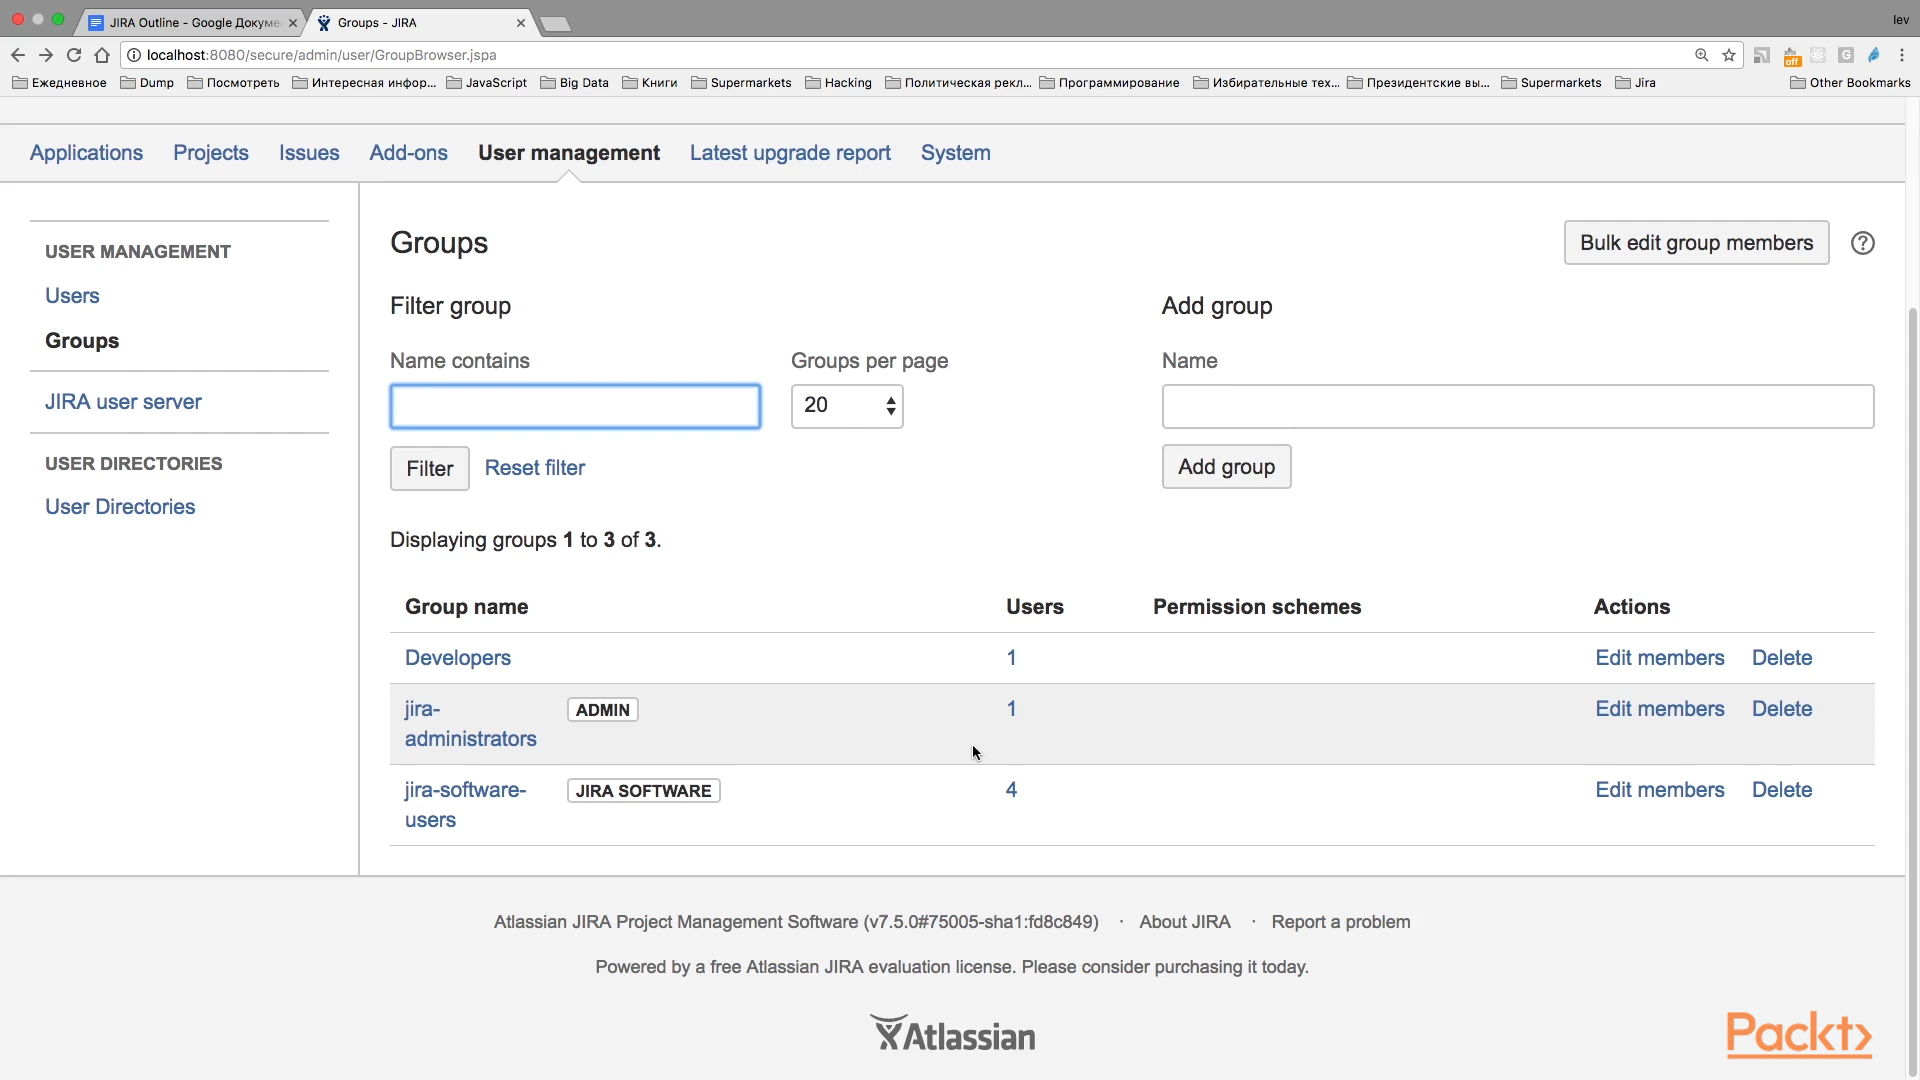 JIRA Outline - Google Докуме
Groups - JIRA
lev
localhost:8080/secure/admin/user/GroupBrowser.jspa
off
G
Ежедневное
Dump
Посмотреть
Интересная инфор...
JavaScript
Big Data
Книги
Supermarkets
Hacking
Политическая рекл...
Программирование
Избирательные тех...
Президентские вы...
Supermarkets
Jira
Other Bookmarks
Applications
Projects
Issues
Add-ons
User management
Latest upgrade report
System
USER MANAGEMENT
Users
Groups
JIRA user server
USER DIRECTORIES
User Directories
Groups
Bulk edit group members
?
Filter group
Name contains
Groups per page
20
Filter
Reset filter
Add group
Name
Add group
Displaying groups 1 to 3 of 3.
Group name
Users
Permission schemes
Actions
Developers
1
Edit members
Delete
jira-
administrators
ADMIN
1
Edit members
Delete
jira-software-
users
JIRA SOFTWARE
4
Edit members
Delete
Atlassian JIRA Project Management Software (v7.5.0#75005-sha1:fd8c849) · About JIRA · Report a problem
Powered by a free Atlassian JIRA evaluation license. Please consider purchasing it today.
Atlassian
Packt>